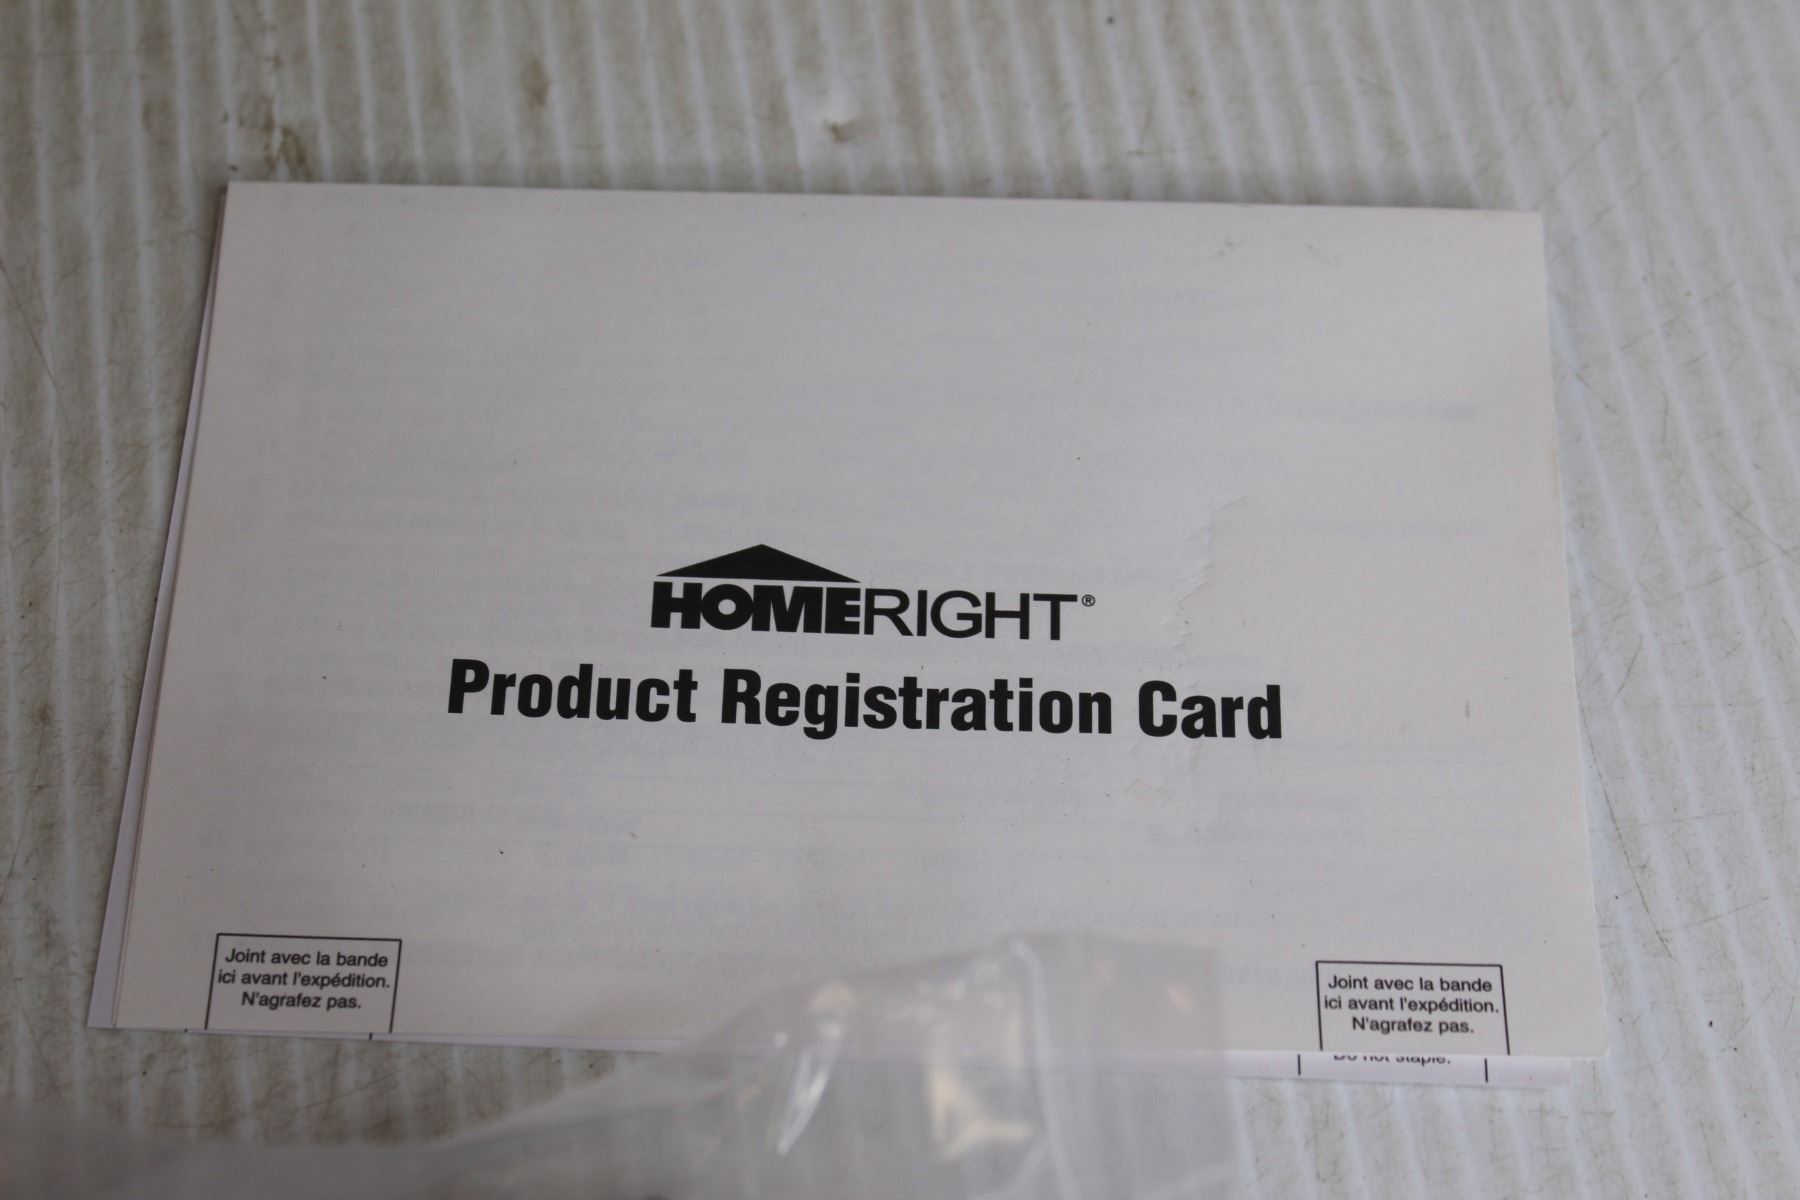 HOMERIGHT®
Product Registration Card
Joint avec la bande
ici avant l'expédition.
N'agrafez pas.
Joint avec la bande
ici avant l'expédition.
N'agrafez pas.
Do not staple.